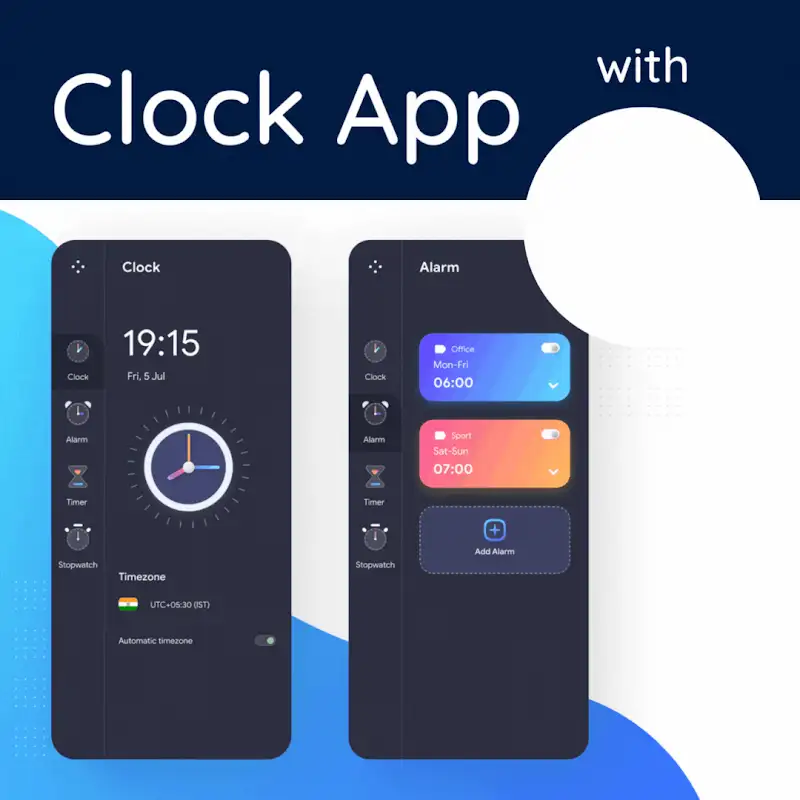 Clock App
with
Clock
19:15
Fri, 5 Jul
Clock
Alarm
Timer
Stopwatch
Timezone
UTC+05:30 (IST)
Automatic timezone
Alarm
Clock
Alarm
Timer
Stopwatch
Office
Mon-Fri
06:00
Sport
Sat-Sun
07:00
Add Alarm